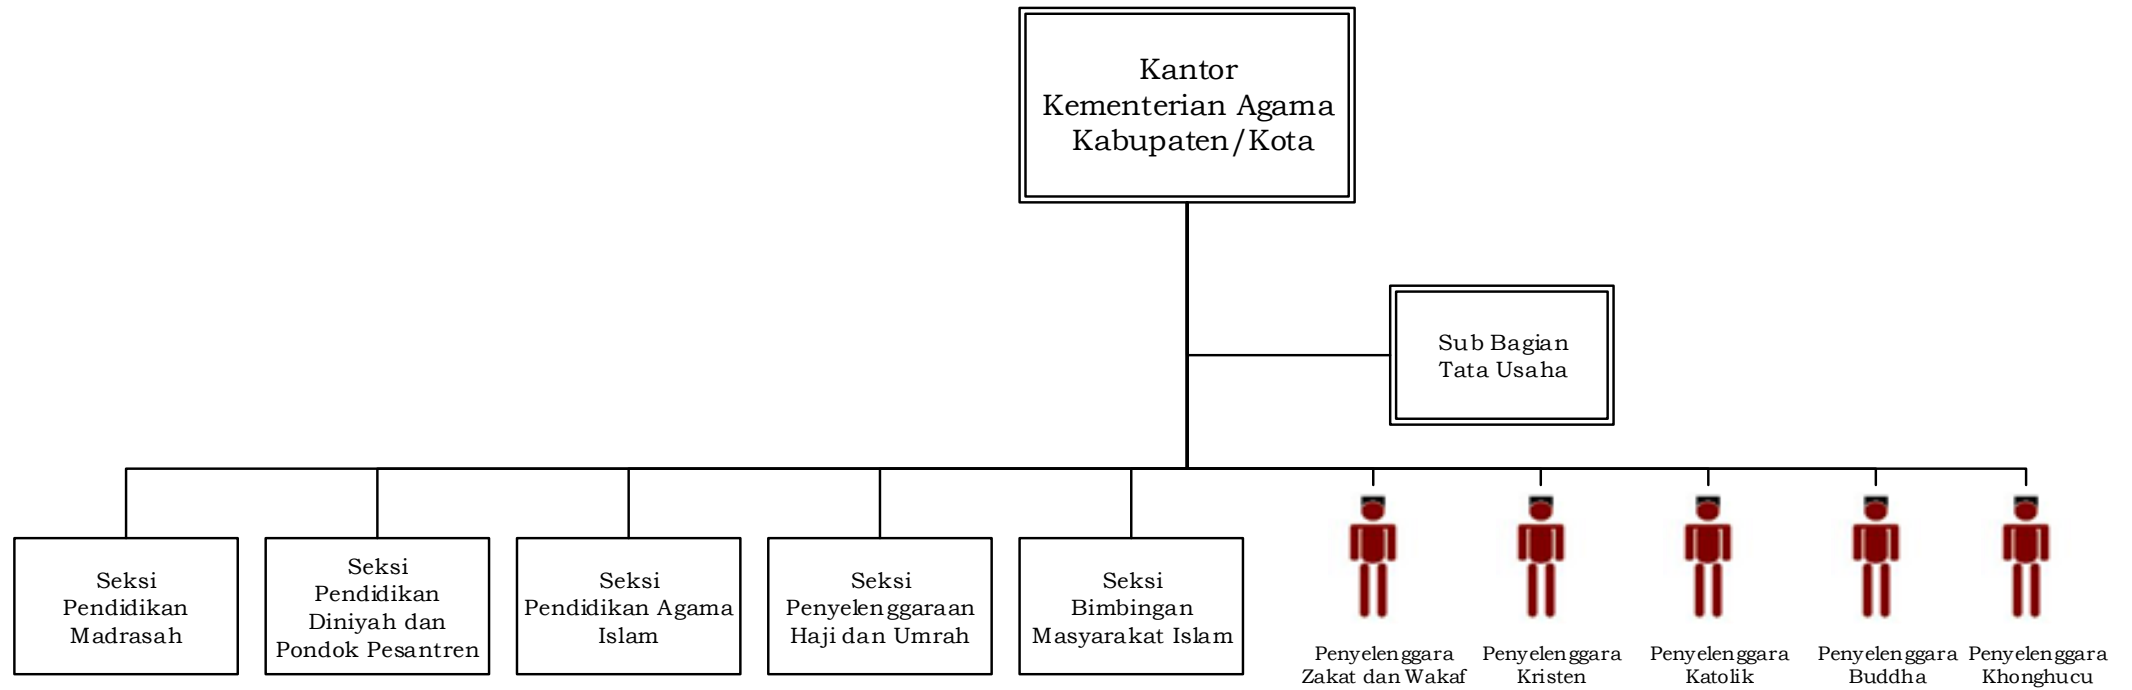 Kantor
Kementerian Agama
Kabupaten/Kota
Sub Bagian
Tata Usaha
Seksi
Pendidikan
Madrasah
Seksi
Pendidikan
Diniyah dan
Pondok Pesantren
Seksi
Pendidikan Agama
Islam
Seksi
Penyelenggaraan
Haji dan Umrah
Seksi
Bimbingan
Masyarakat Islam
Penyelenggara
Zakat dan Wakaf
Penyelenggara
Kristen
Penyelenggara
Katolik
Penyelenggara
Buddha
Penyelenggara
Khonghucu